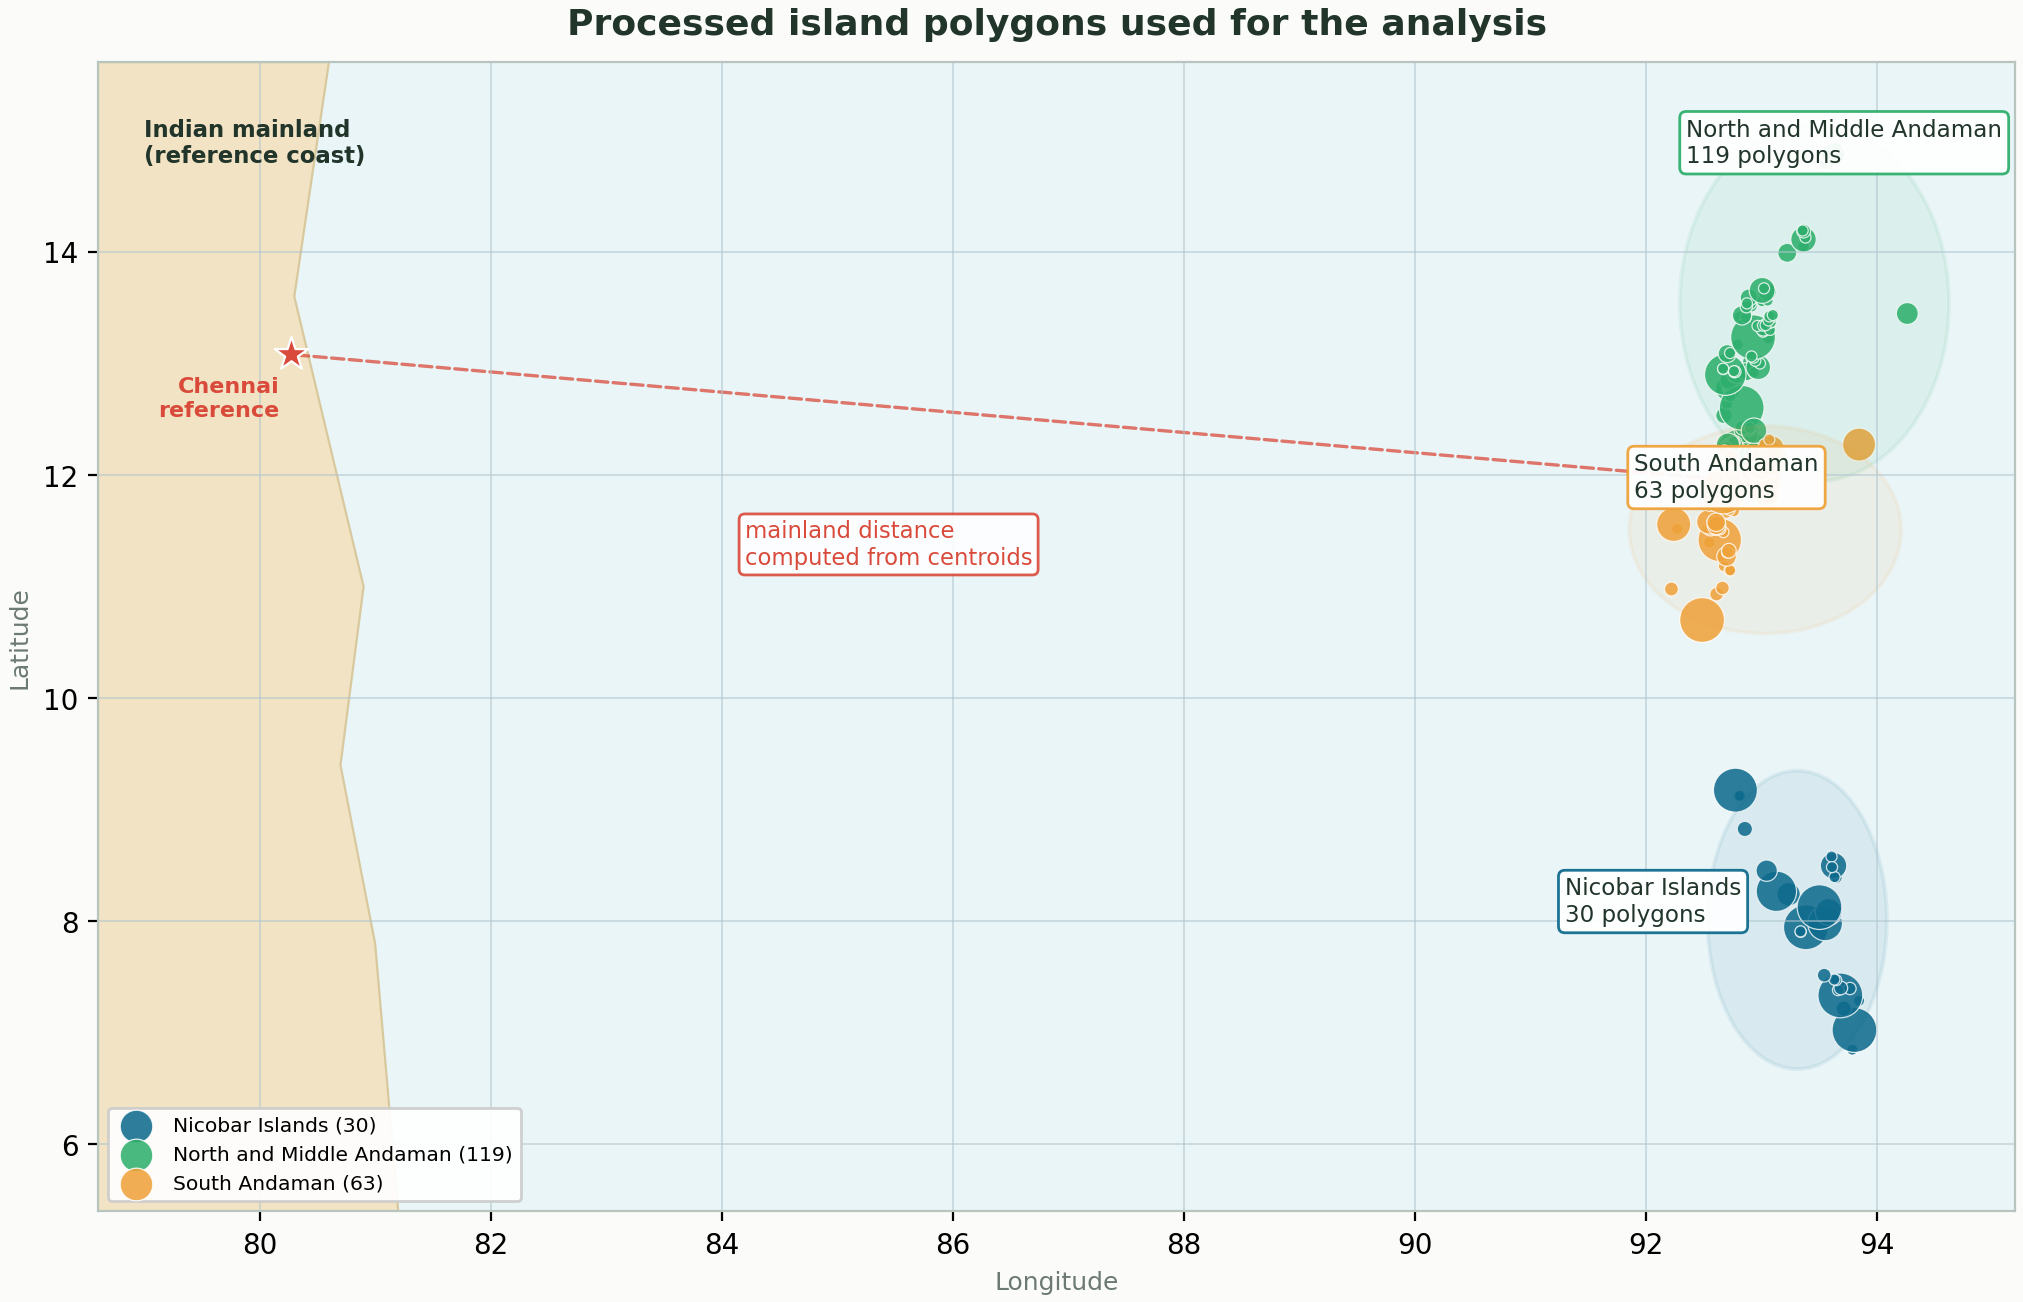 Processed island polygons used for the analysis
Indian mainland
(reference coast)
North and Middle Andaman
119 polygons
14
Chennai
reference
12
South Andaman
63 polygons
mainland distance
computed from centroids
Latitude
10
Nicobar Islands
30 polygons
8
6
Nicobar Islands (30)
North and Middle Andaman (119)
South Andaman (63)
80
82
84
86
88
90
92
94
Longitude